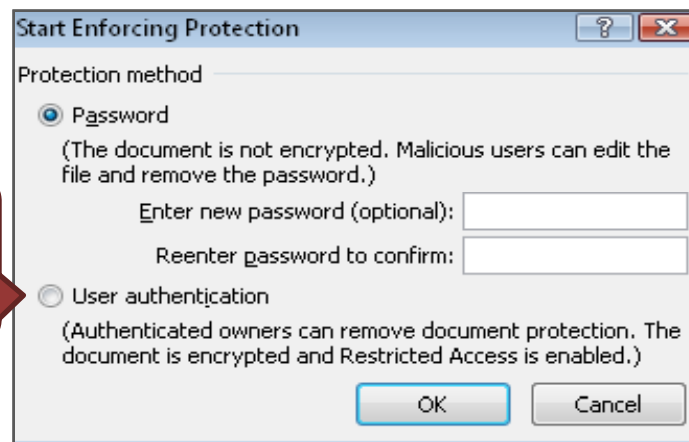 Start Enforcing Protection
Protection method
Password
(The document is not encrypted. Malicious users can edit the
file and remove the password.)
Enter new password (optional):
Reenter password to confirm:
User authentication
(Authenticated owners can remove document protection. The
document is encrypted and Restricted Access is enabled.)
OK
Cancel